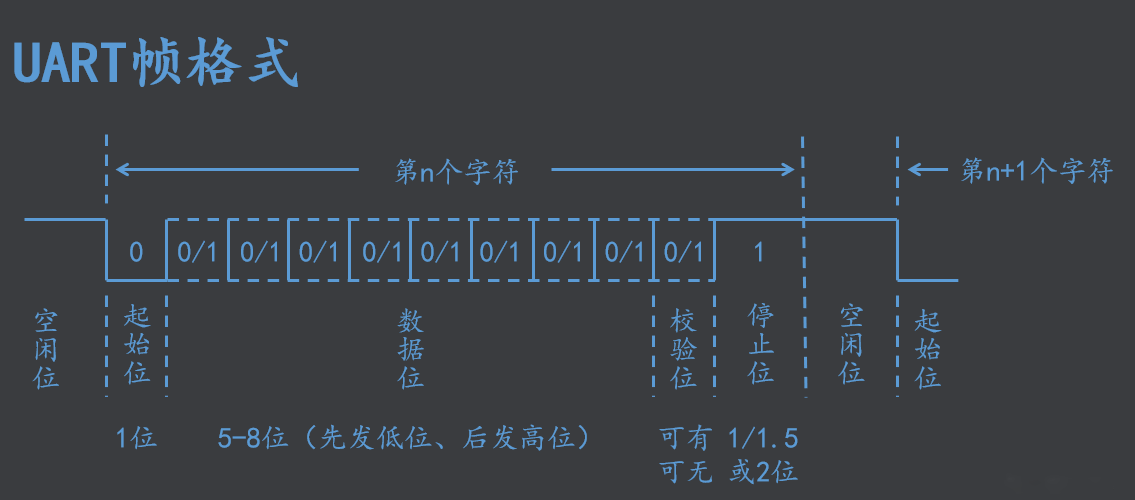 UART帧格式
第n个字符
第n+1个字符
0 0/1 0/1 0/1 0/1 0/1 0/1 0/1 0/1 0/1 1
空闲位
起始位
数据位
校验位
停止位
空闲位
起始位
1位
5-8位（先发低位、后发高位）
可有
可无
1/1.5
或2位